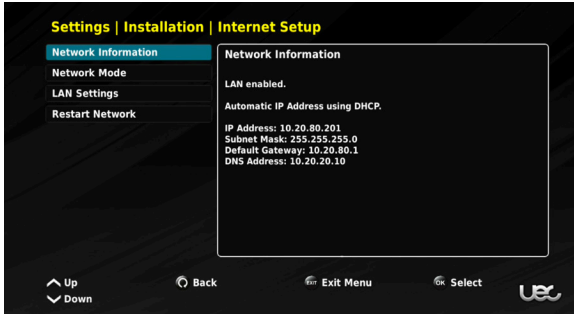 Settings | Installation | Internet Setup
Network Information
Network Mode
LAN Settings
Restart Network
Network Information
LAN enabled.
Automatic IP Address using DHCP.
IP Address: 10.20.80.201
Subnet Mask: 255.255.255.0
Default Gateway: 10.20.80.1
DNS Address: 10.20.20.10
Up
Down
Back
EXIT Exit Menu
OK Select
uec